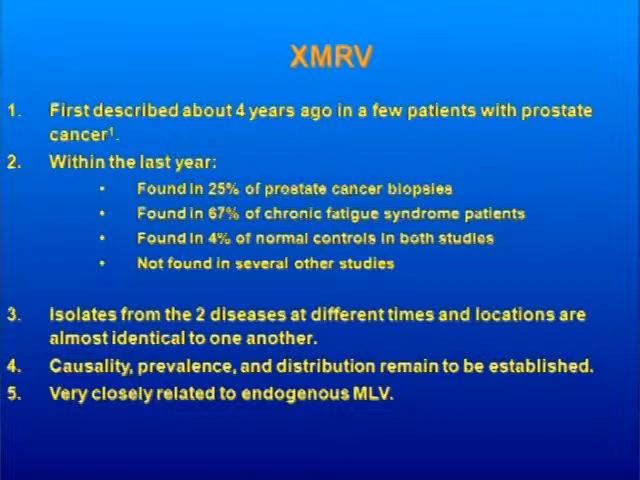 XMRV
1. First described about 4 years ago in a few patients with prostate
cancer¹.
2. Within the last year:
• Found in 25% of prostate cancer biopsies
• Found in 67% of chronic fatigue syndrome patients
• Found in 4% of normal controls in both studies
• Not found in several other studies
3. Isolates from the 2 diseases at different times and locations are
almost identical to one another.
4. Causality, prevalence, and distribution remain to be established.
5. Very closely related to endogenous MLV.